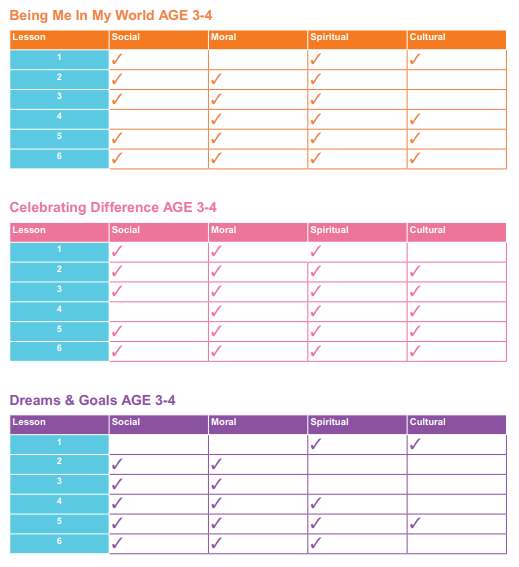 Being Me In My World AGE 3-4
Lesson Social Moral Spiritual Cultural
1 ✓ ✓ ✓
2 ✓ ✓ ✓
3 ✓ ✓ ✓
4 ✓ ✓ ✓
5 ✓ ✓ ✓ ✓
6 ✓ ✓ ✓ ✓
Celebrating Difference AGE 3-4
Lesson Social Moral Spiritual Cultural
1 ✓ ✓ ✓
2 ✓ ✓ ✓ ✓
3 ✓ ✓ ✓ ✓
4 ✓ ✓ ✓
5 ✓ ✓ ✓ ✓
6 ✓ ✓ ✓ ✓
Dreams & Goals AGE 3-4
Lesson Social Moral Spiritual Cultural
1 ✓ ✓
2 ✓ ✓
3 ✓ ✓
4 ✓ ✓ ✓
5 ✓ ✓ ✓ ✓
6 ✓ ✓ ✓